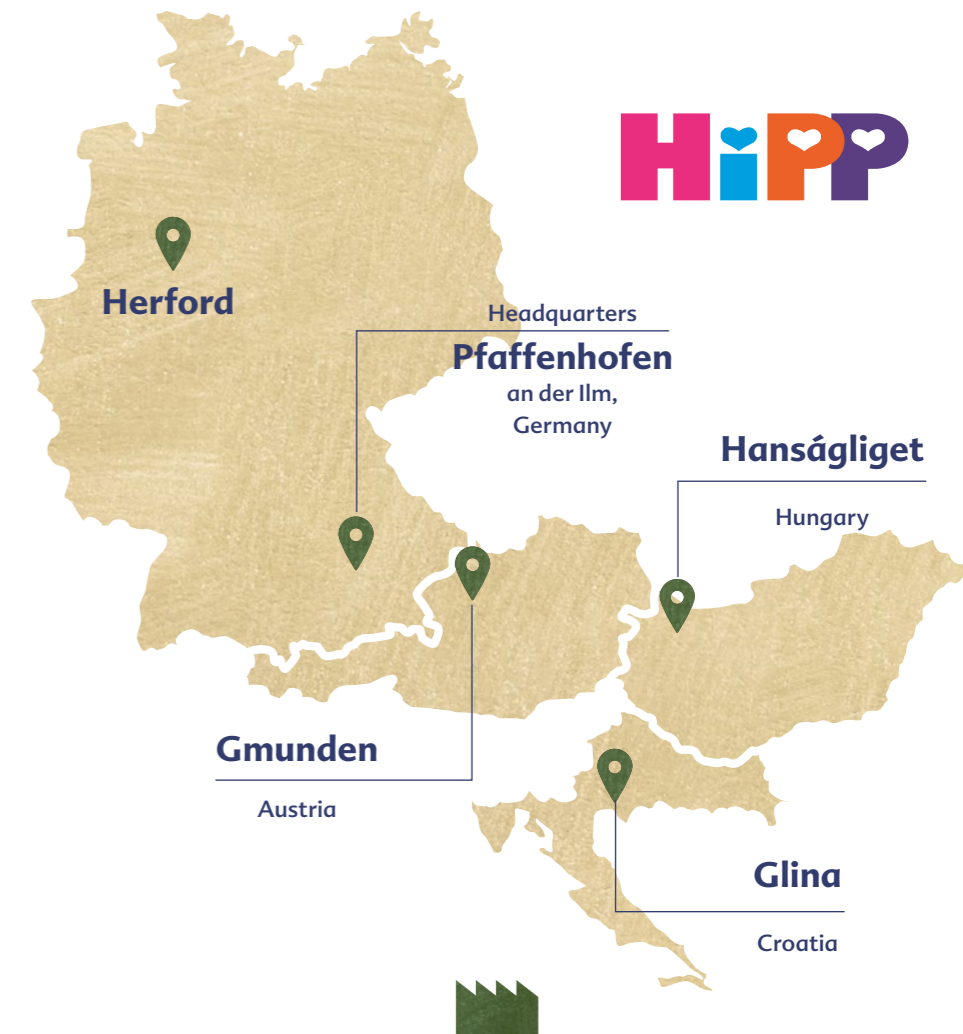 HiPP
Herford
Headquarters
Pfaffenhofen
an der Ilm,
Germany
Hanságliget
Hungary
Gmunden
Austria
Glina
Croatia